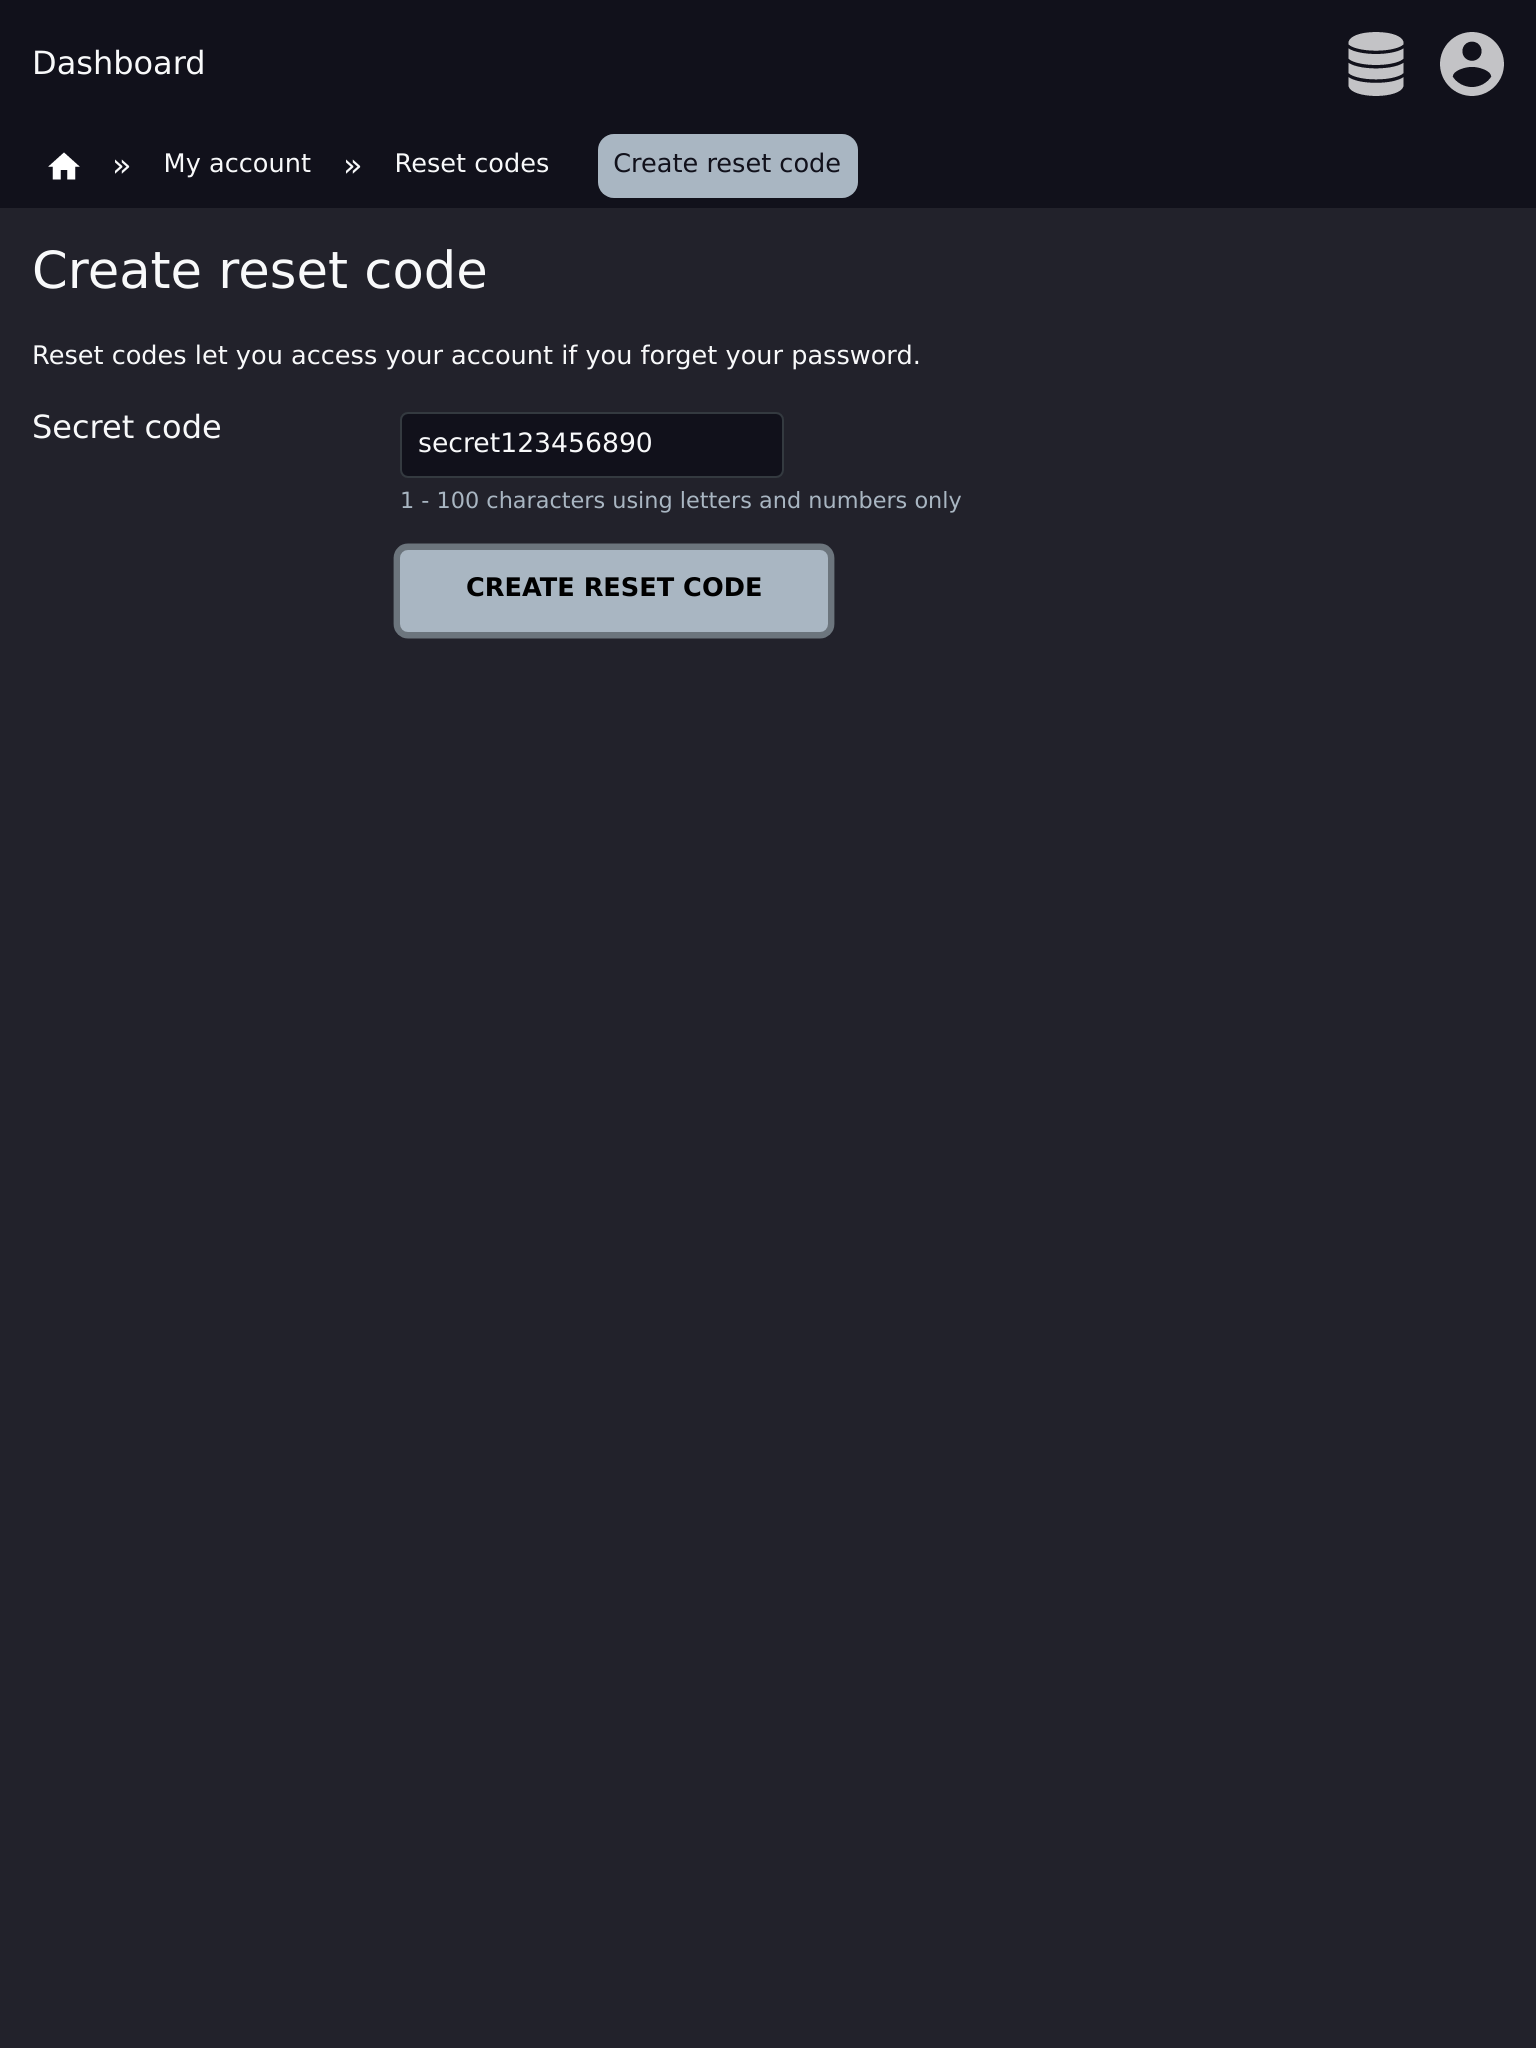 Dashboard
» My account » Reset codes Create reset code
Create reset code
Reset codes let you access your account if you forget your password.
Secret code
secret123456890
1 - 100 characters using letters and numbers only
CREATE RESET CODE